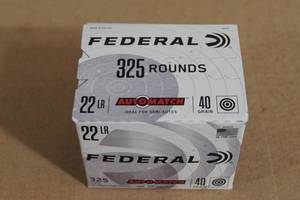 FEDERAL
325 ROUNDS
22 LR
AUTOMATCH
IDEAL FOR SEMI-AUTOS
40
GRAIN
22 LR
FEDERAL
325
AUTOMATCH
40